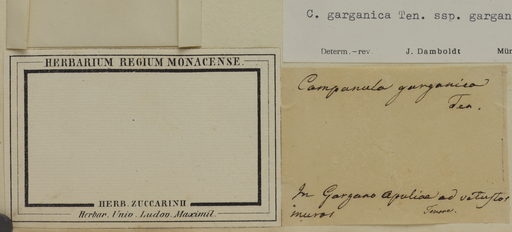 C. garganica Ten. ssp. gargan
Determ.-rev. J. Damboldt Mün
HERBARIUM REGIUM MONACENSE.
HERB. ZUCCARINII
Herbar. Univ. Ludov. Maximil.
Campanula garganica
Ten.
In Gargano Apuliae ad vetustos
muros Tenore.